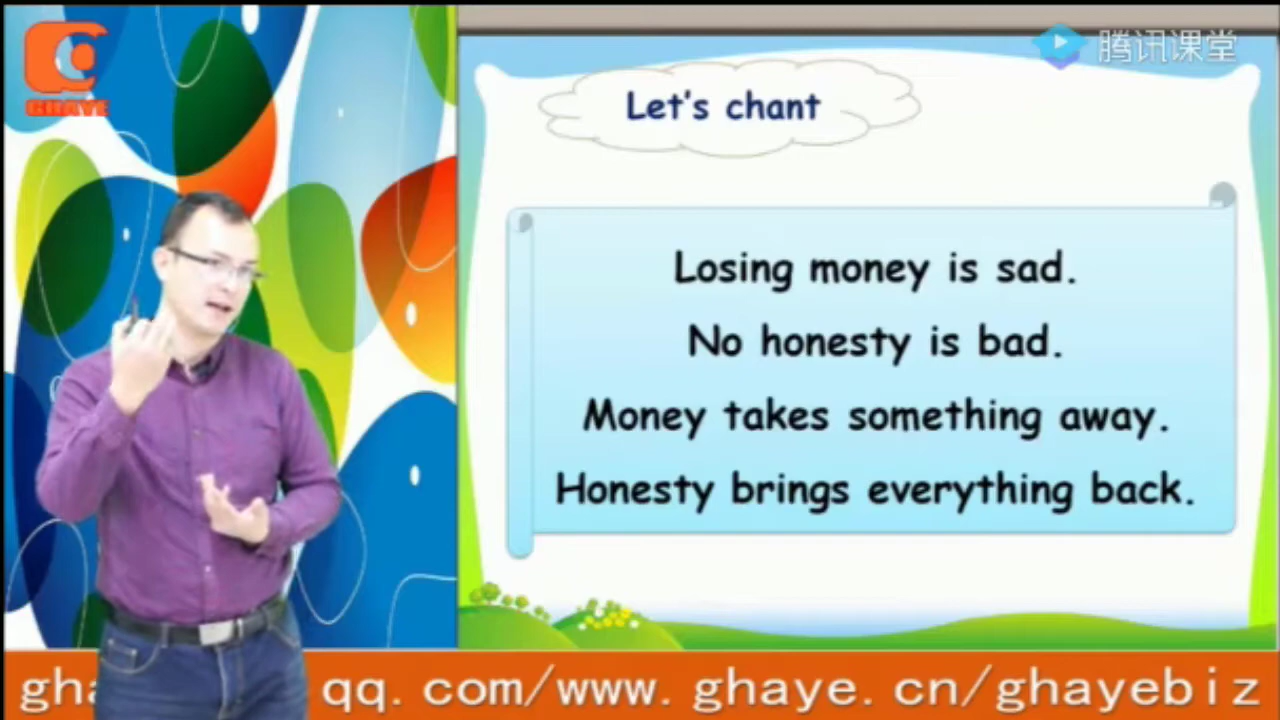 GHAYE
腾讯课堂
Let's chant
Losing money is sad.
No honesty is bad.
Money takes something away.
Honesty brings everything back.
qq. com/www. ghaye. cn/ghayebiz